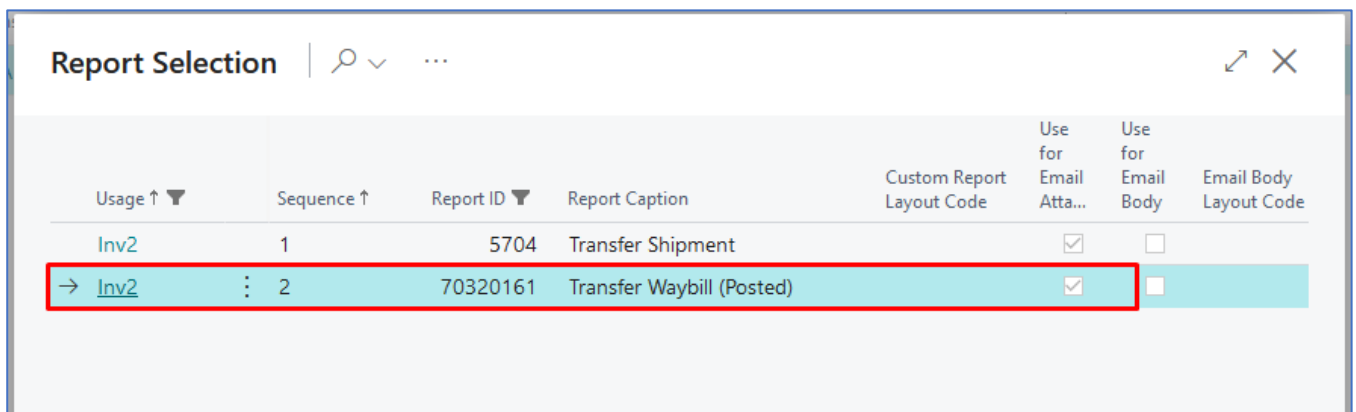 Report Selection
Use Use
for for
Custom Report Email Email Email Body
Usage Sequence Report ID Report Caption Layout Code Atta... Body Layout Code
Inv2 1 5704 Transfer Shipment
Inv2 2 70320161 Transfer Waybill (Posted)